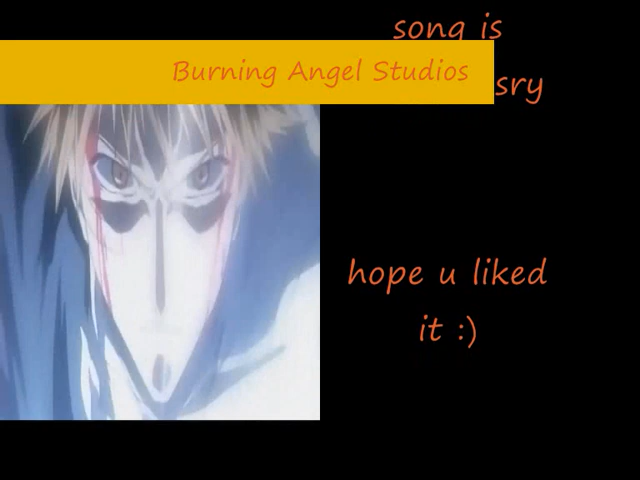 song is
Burning Angel Studios
sry
hope u liked
it :)